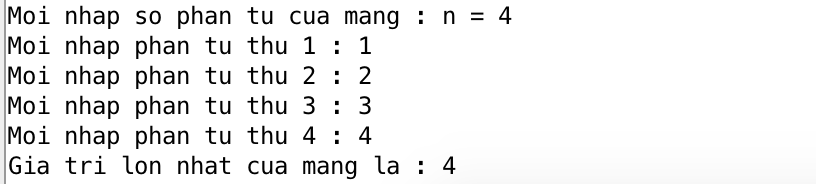 Moi nhap so phan tu cua mang : n = 4
Moi nhap phan tu thu 1 : 1
Moi nhap phan tu thu 2 : 2
Moi nhap phan tu thu 3 : 3
Moi nhap phan tu thu 4 : 4
Gia tri lon nhat cua mang la : 4